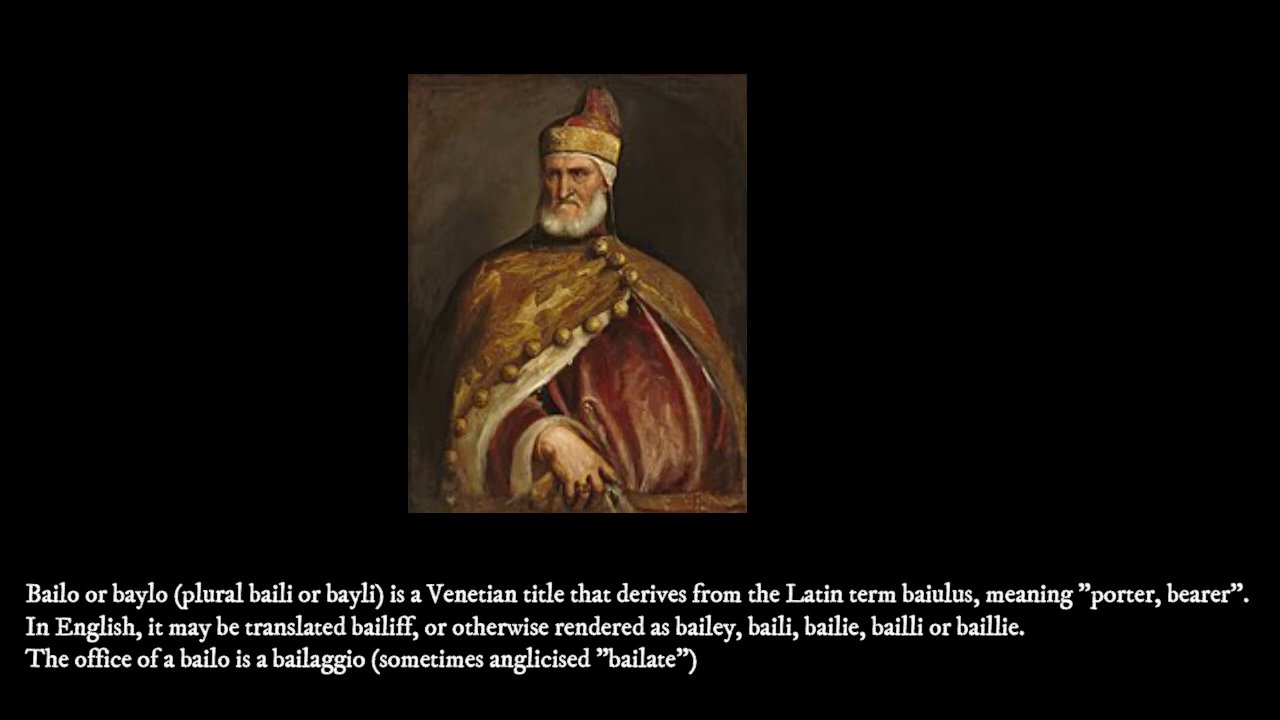 Bailo or baylo (plural baili or bayli) is a Venetian title that derives from the Latin term baiulus, meaning ”porter, bearer”.
In English, it may be translated bailiff, or otherwise rendered as bailey, baili, bailie, bailli or baillie.
The office of a bailo is a bailaggio (sometimes anglicised ”bailate”)